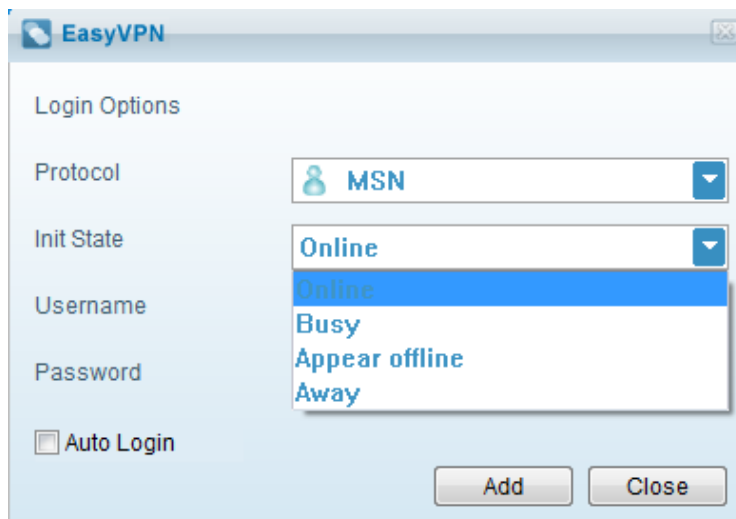 EasyVPN
Login Options
Protocol
MSN
Init State
Online
Online
Username
Busy
Appear offline
Password
Away
Auto Login
Add
Close